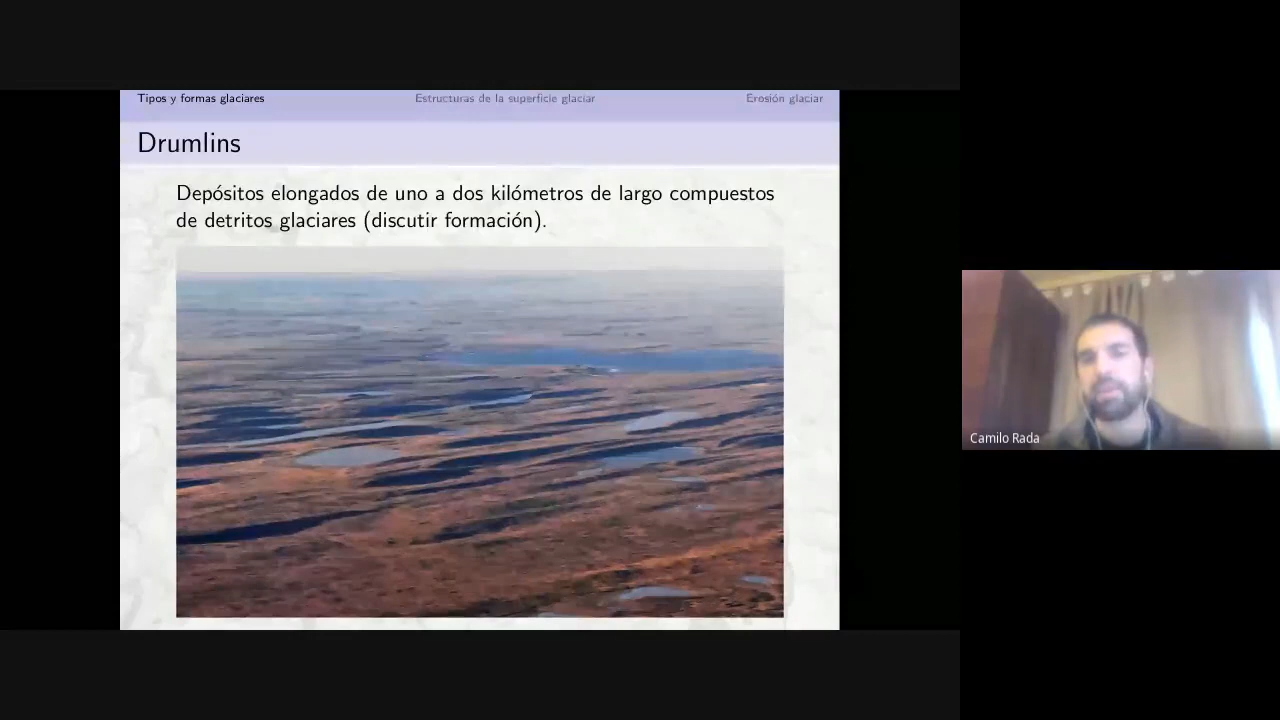 Tipos y formas glaciares
Estructuras de la superficie glaciar
Erosión glaciar
Drumlins
Depósitos elongados de uno a dos kilómetros de largo compuestos
de detritos glaciares (discutir formación).
Camilo Rada